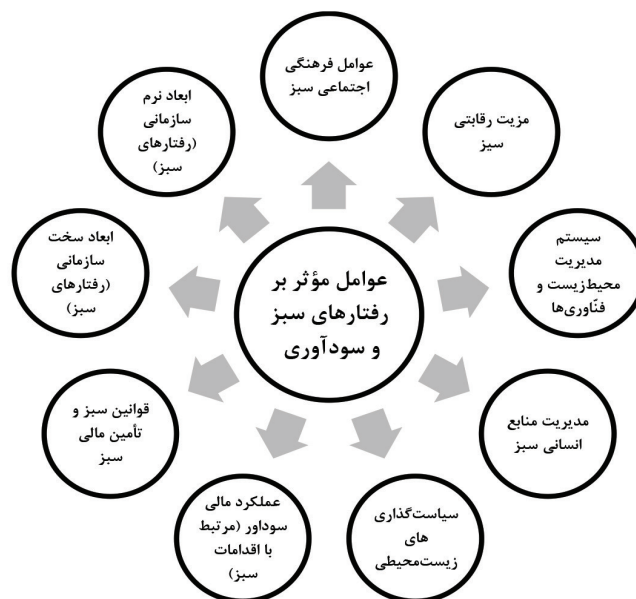 عوامل فرهنگی
اجتماعی سبز
مزیت رقابتی
سبز
سیستم
مدیریت
محیط‌زیست و
فنّاوری‌ها
مدیریت منابع
انسانی سبز
سیاست‌گذاری
های
زیست‌محیطی
عملکرد مالی
سوداور (مرتبط
با اقدامات
سبز)
قوانین سبز و
تأمین مالی
سبز
ابعاد سخت
سازمانی
(رفتارهای
سبز)
ابعاد نرم
سازمانی
(رفتارهای
سبز)
عوامل مؤثر بر
رفتارهای سبز
و سودآوری